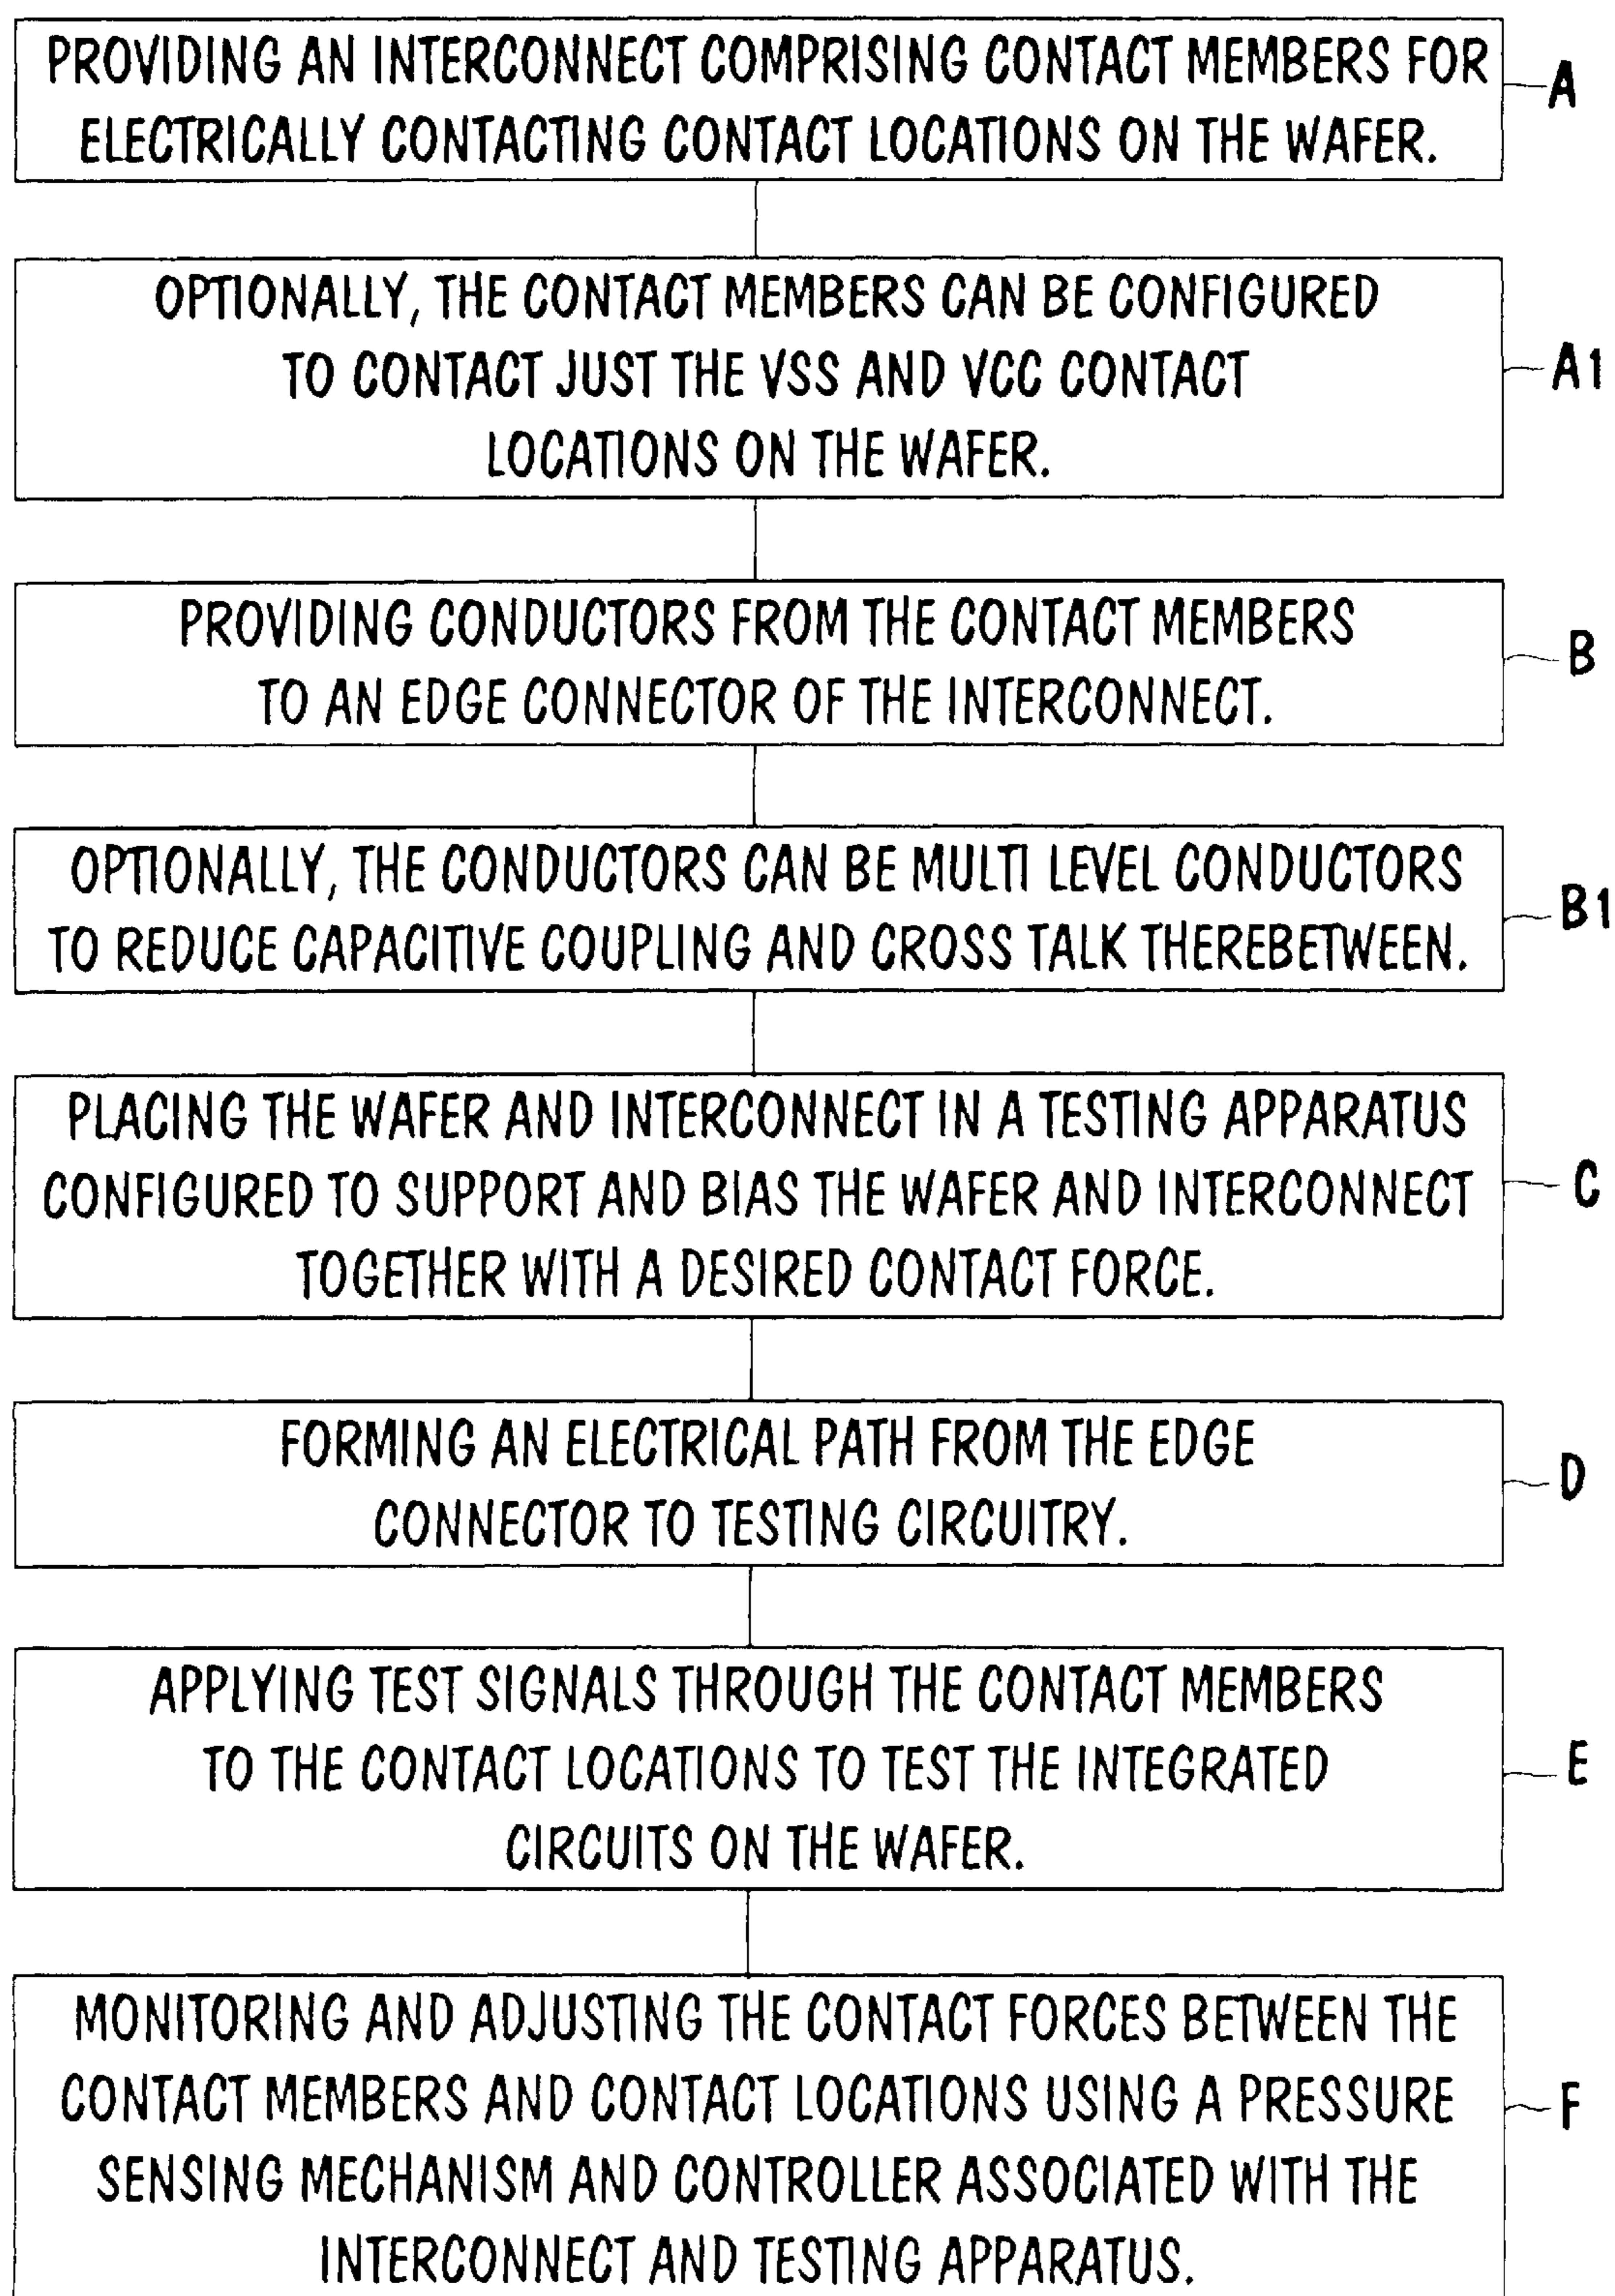 PROVIDING AN INTERCONNECT COMPRISING CONTACT MEMBERS FOR
ELECTRICALLY CONTACTING CONTACT LOCATIONS ON THE WAFER.
A
OPTIONALLY, THE CONTACT MEMBERS CAN BE CONFIGURED
TO CONTACT JUST THE VSS AND VCC CONTACT
LOCATIONS ON THE WAFER.
A1
PROVIDING CONDUCTORS FROM THE CONTACT MEMBERS
TO AN EDGE CONNECTOR OF THE INTERCONNECT.
B
OPTIONALLY, THE CONDUCTORS CAN BE MULTI LEVEL CONDUCTORS
TO REDUCE CAPACITIVE COUPLING AND CROSS TALK THEREBETWEEN.
B1
PLACING THE WAFER AND INTERCONNECT IN A TESTING APPARATUS
CONFIGURED TO SUPPORT AND BIAS THE WAFER AND INTERCONNECT
TOGETHER WITH A DESIRED CONTACT FORCE.
C
FORMING AN ELECTRICAL PATH FROM THE EDGE
CONNECTOR TO TESTING CIRCUITRY.
D
APPLYING TEST SIGNALS THROUGH THE CONTACT MEMBERS
TO THE CONTACT LOCATIONS TO TEST THE INTEGRATED
CIRCUITS ON THE WAFER.
E
MONITORING AND ADJUSTING THE CONTACT FORCES BETWEEN THE
CONTACT MEMBERS AND CONTACT LOCATIONS USING A PRESSURE
SENSING MECHANISM AND CONTROLLER ASSOCIATED WITH THE
INTERCONNECT AND TESTING APPARATUS.
F